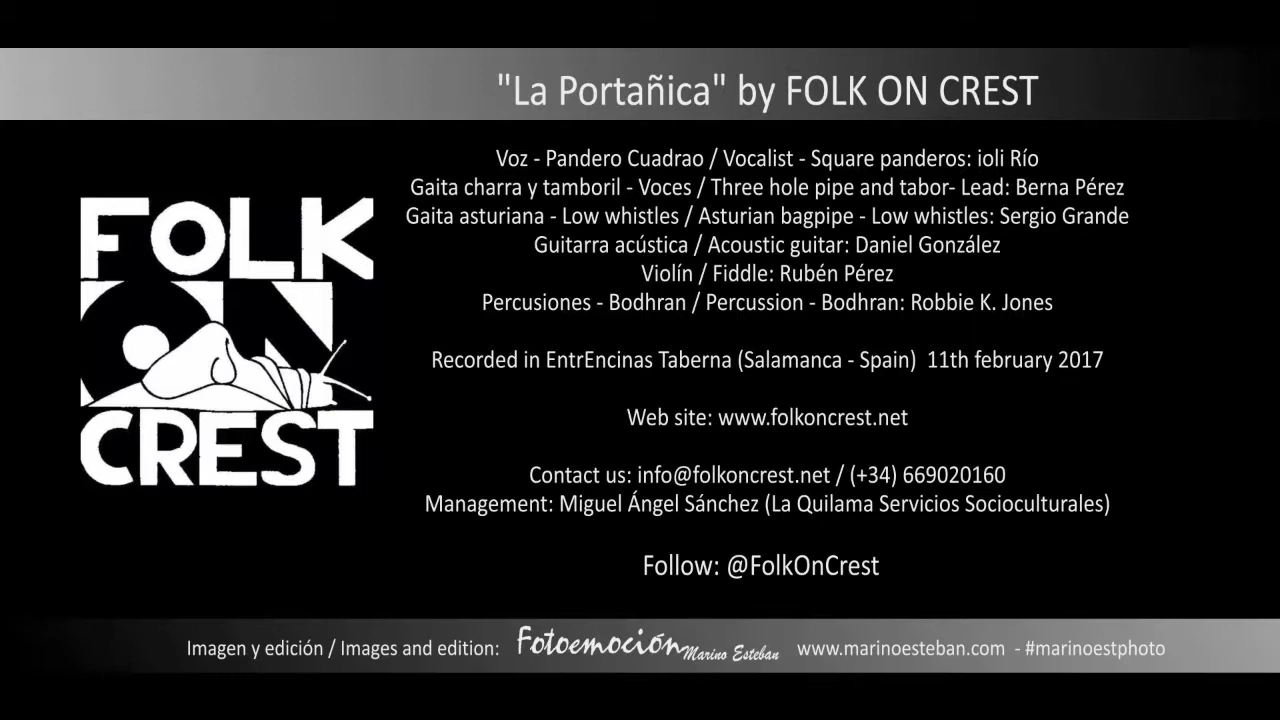 "La Portañica" by FOLK ON CREST
Voz - Pandero Cuadrao / Vocalist - Square panderos: ioli Río
Gaita charra y tamboril - Voces / Three hole pipe and tabor- Lead: Berna Pérez
Gaita asturiana - Low whistles / Asturian bagpipe - Low whistles: Sergio Grande
Guitarra acústica / Acoustic guitar: Daniel González
Violín / Fiddle: Rubén Pérez
Percusiones - Bodhran / Percussion - Bodhran: Robbie K. Jones
FOLK
ON
CREST
Recorded in EntrEncinas Taberna (Salamanca - Spain)  11th february 2017
Web site: www.folkoncrest.net
Contact us: info@folkoncrest.net / (+34) 669020160
Management: Miguel Ángel Sánchez (La Quilama Servicios Socioculturales)
Follow: @FolkOnCrest
Imagen y edición / Images and edition: Fotoemoción Marino Esteban www.marinoesteban.com - #marinoestphoto